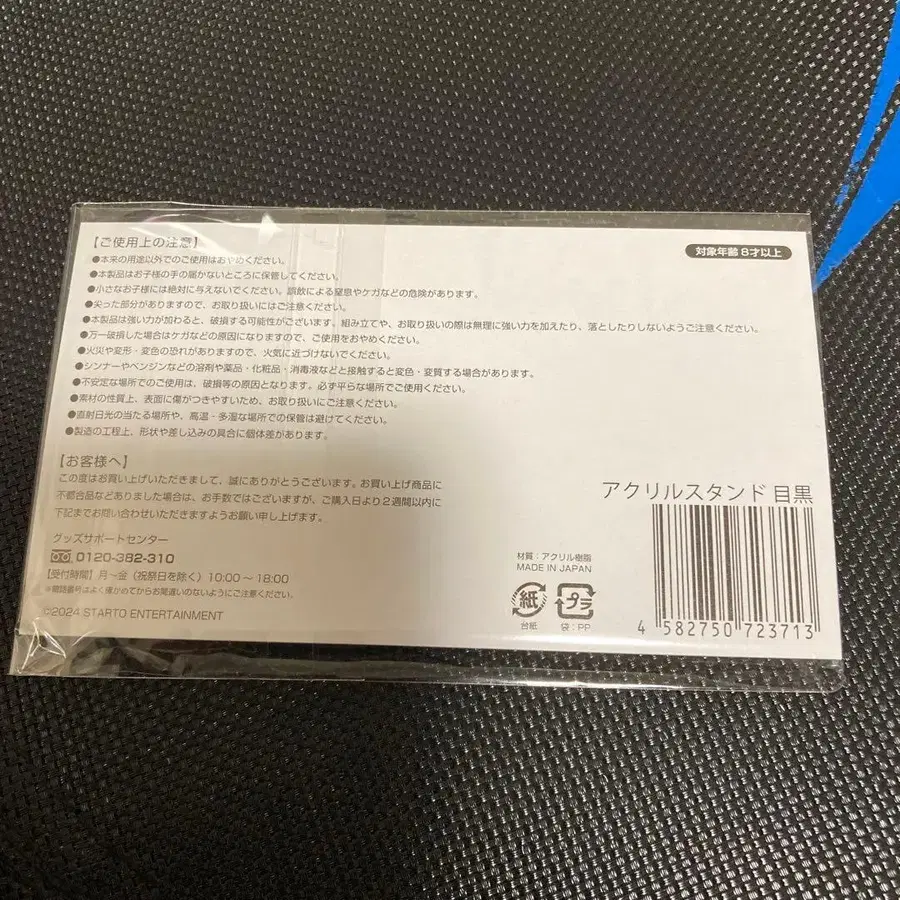 【ご使用上の注意】
対象年齢8才以上
●本来の用途以外でのご使用はおやめください。
●本製品はお子様の手の届かないところに保管してください。
●小さなお子様には絶対に与えないでください。誤飲による窒息やケガなどの危険があります。
●尖った部分がありますので、お取り扱いにはご注意ください。
●本製品は強い力が加わると、破損する可能性がございます。組み立てや、お取り扱いの際は無理に強い力を加えたり、落としたりしないようご注意ください。
●万一破損した場合はケガなどの原因になりますので、ご使用をおやめください。
●火災や変形・変色の恐れがありますので、火気に近づけないでください。
●シンナーやベンジンなどの溶剤や薬品・化粧品・消毒液などと接触すると変色・変質する場合があります。
●不安定な場所でのご使用は、破損等の原因となります。必ず平らな場所でご使用ください。
●素材の性質上、表面に傷がつきやすいため、お取り扱いにご注意ください。
●直射日光の当たる場所や、高温・多湿な場所での保管は避けてください。
●製造の工程上、形状や差し込みの具合に個体差があります。
【お客様へ】
この度はお買い上げいただきまして、誠にありがとうございます。お買い上げ商品に
不都合品などありました場合は、お手数ではございますが、ご購入日より2週間以内に
下記までお問い合わせいただきますようお願い申し上げます。
グッズサポートセンター
0120-382-310
【受付時間】月～金（祝祭日を除く）10:00～18:00
※電話番号はよく確かめてからお間違いのないようにご注意ください。
©2024 STARTO ENTERTAINMENT
材質：アクリル樹脂
MADE IN JAPAN
紙
プラ
台紙
袋：PP
アクリルスタンド 目黒
4 582750 723713